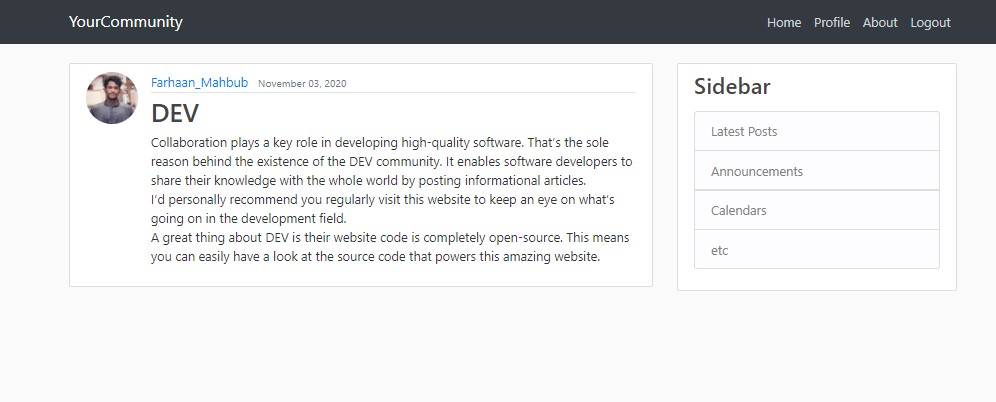 YourCommunity
Home Profile About Logout
Farhaan_Mahbub November 03, 2020
DEV
Collaboration plays a key role in developing high-quality software. That's the sole
reason behind the existence of the DEV community. It enables software developers to
share their knowledge with the whole world by posting informational articles.
I'd personally recommend you regularly visit this website to keep an eye on what's
going on in the development field.
A great thing about DEV is their website code is completely open-source. This means
you can easily have a look at the source code that powers this amazing website.
Sidebar
Latest Posts
Announcements
Calendars
etc